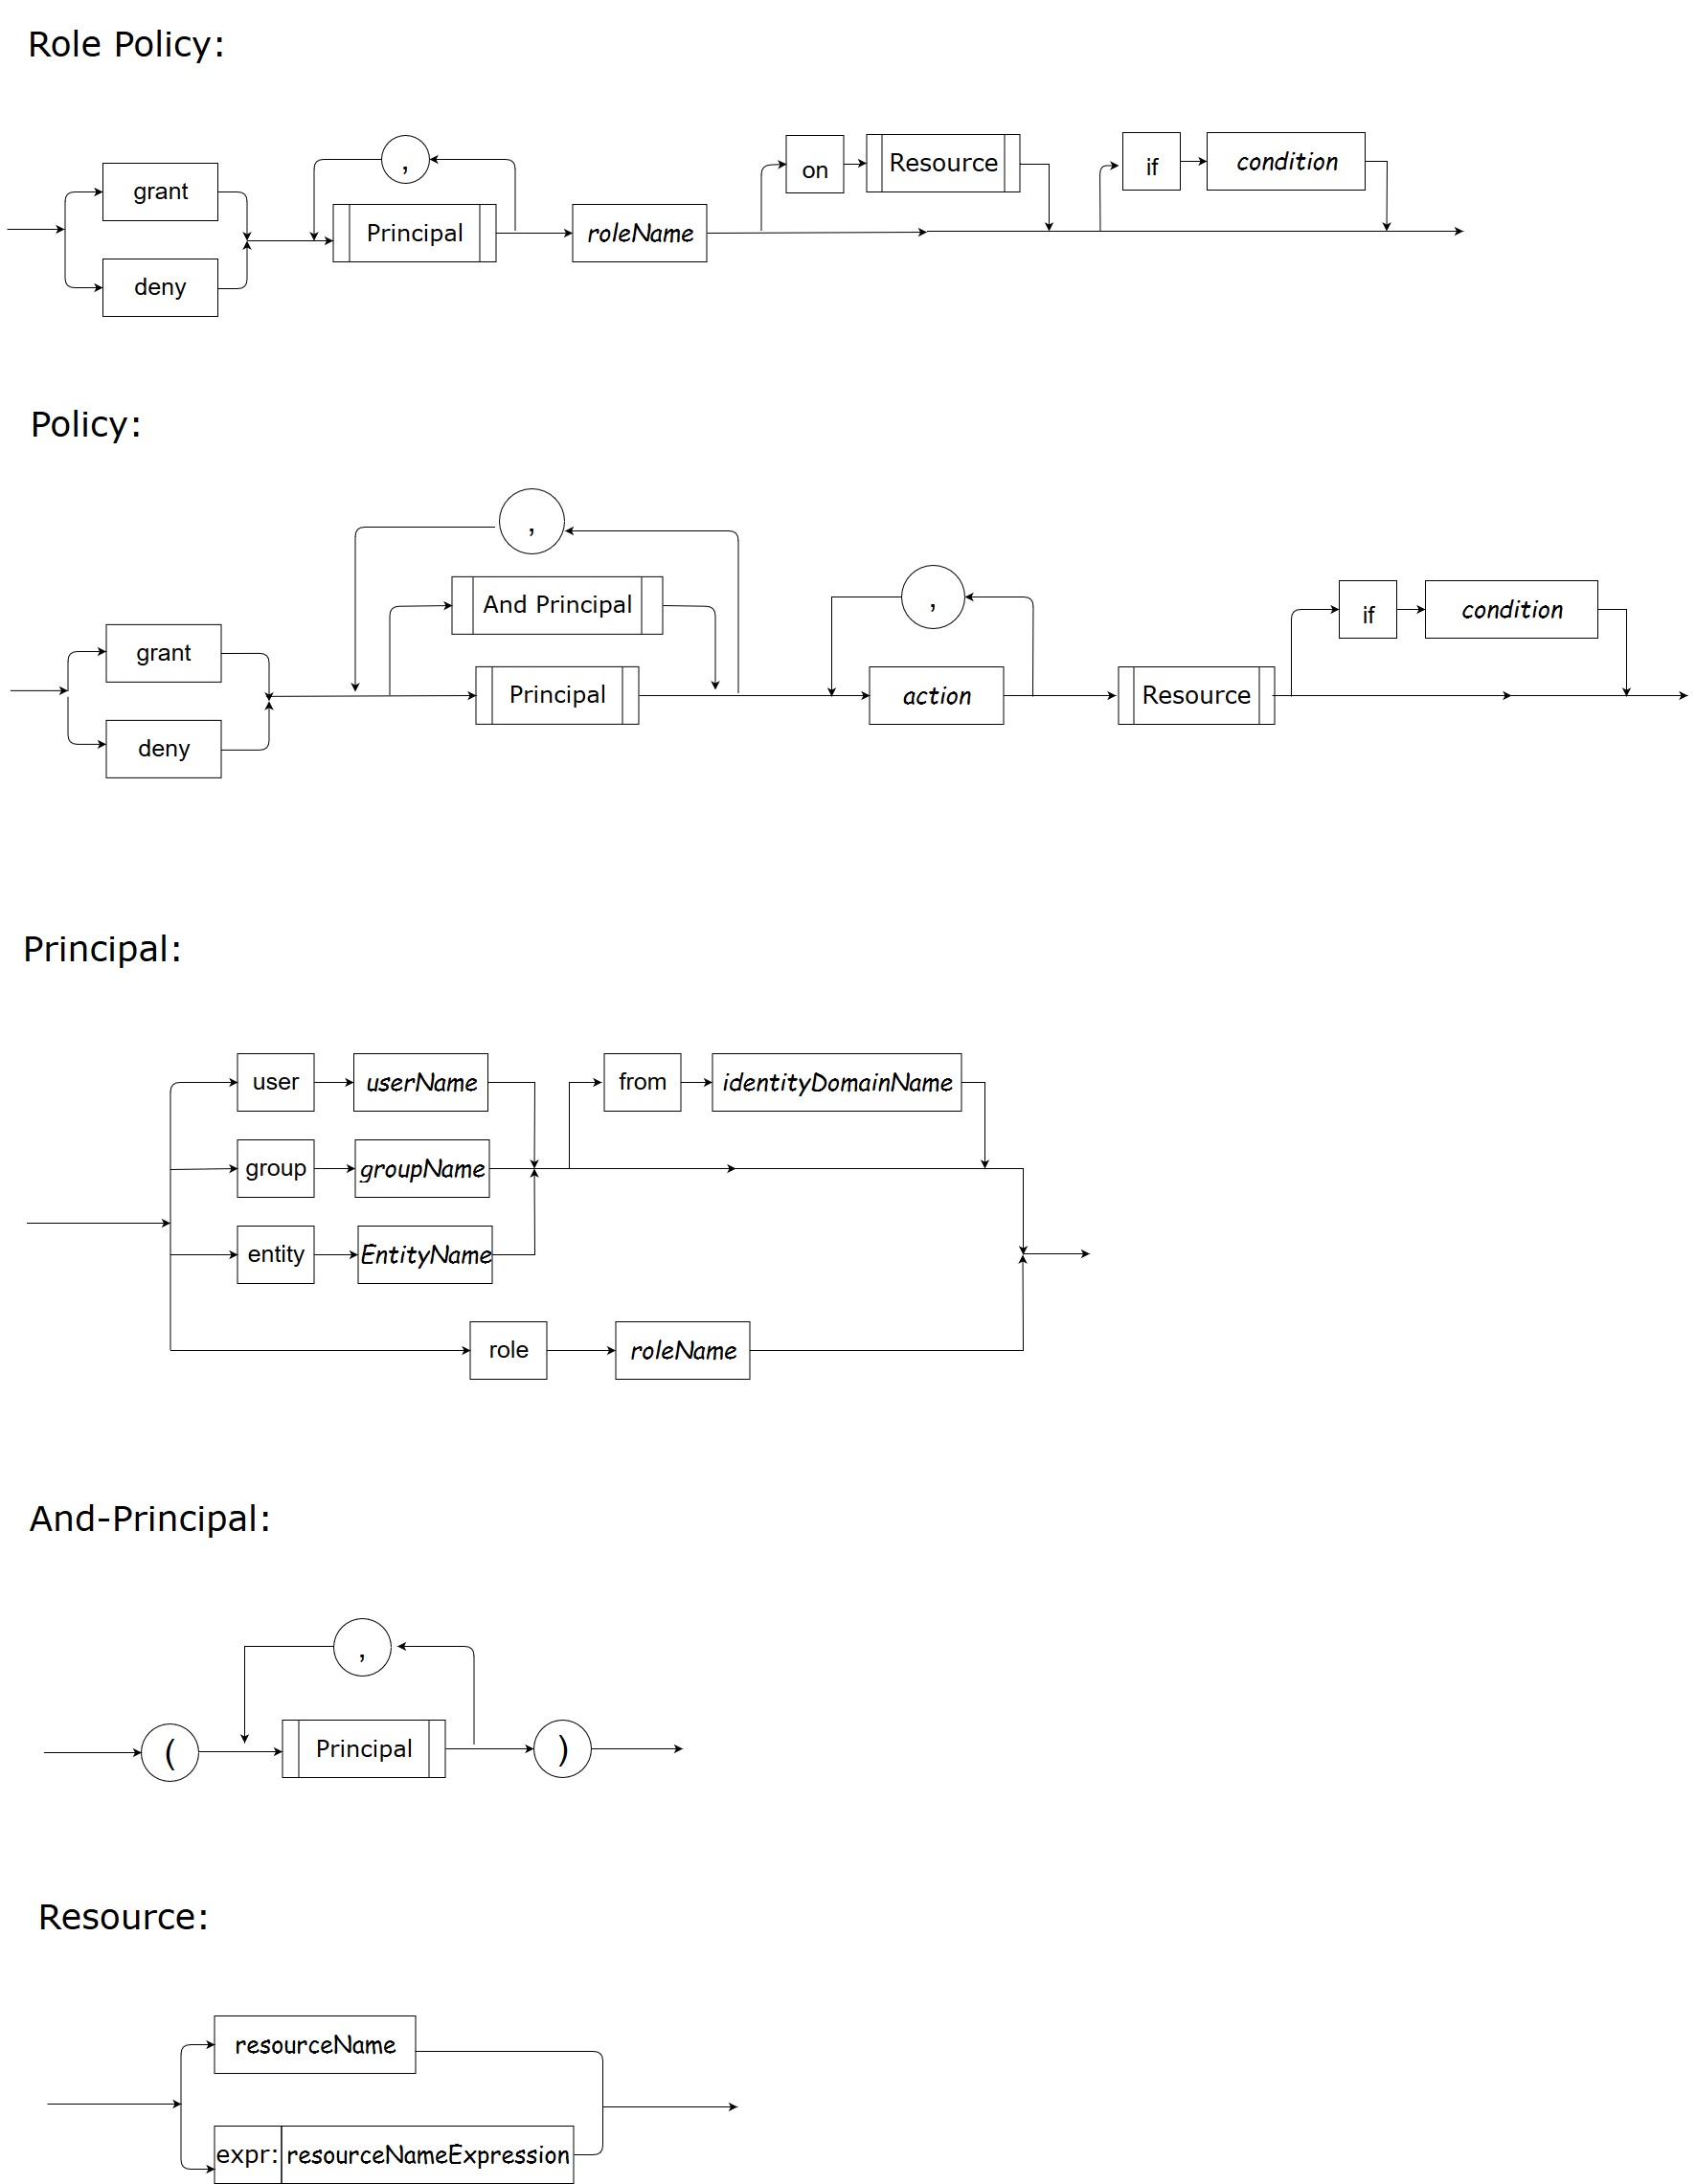 Role Policy:
,
grant
deny
Principal
roleName
on
Resource
if
condition
Policy:
,
And Principal
Principal
grant
deny
,
action
Resource
if
condition
Principal:
user
userName
from
identityDomainName
group
groupName
entity
EntityName
role
roleName
And-Principal:
,
(
Principal
)
Resource:
resourceName
expr:
resourceNameExpression